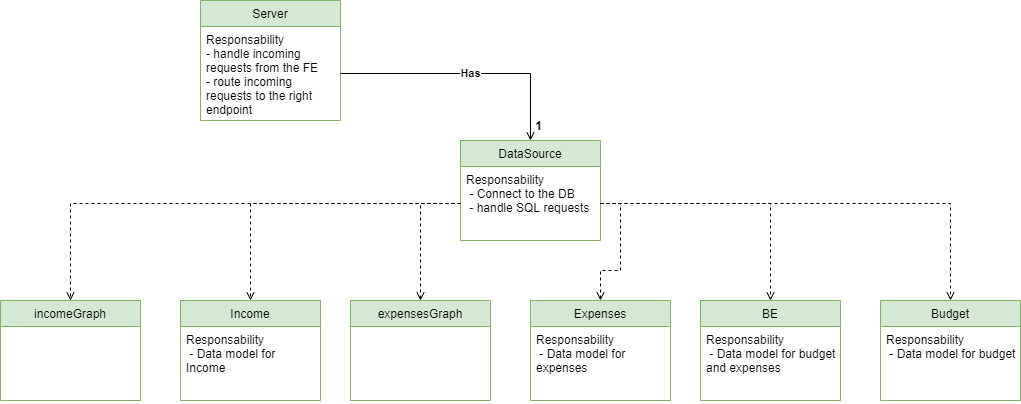 Server
Responsability
- handle incoming
requests from the FE
- route incoming
requests to the right
endpoint
Has
1
DataSource
Responsability
- Connect to the DB
- handle SQL requests
incomeGraph
Income
Responsability
- Data model for
Income
expensesGraph
Expenses
Responsability
- Data model for
expenses
BE
Responsability
- Data model for budget
and expenses
Budget
Responsability
- Data model for budget